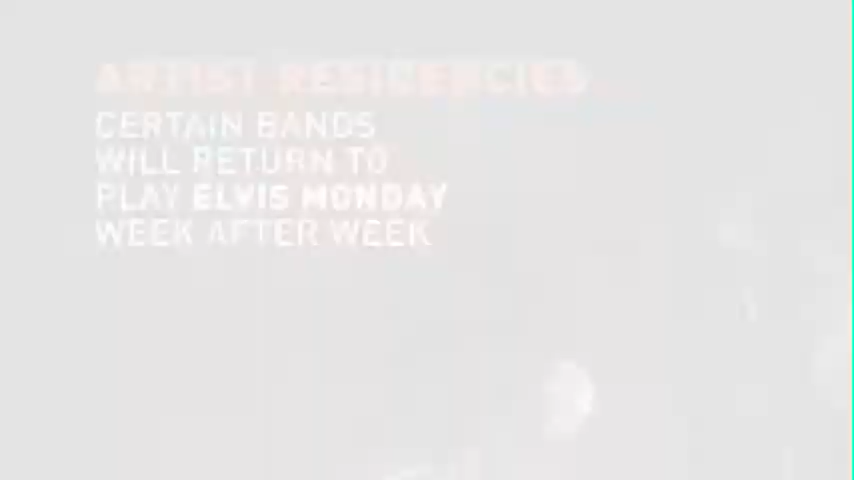 ARTIST RESIDENCIES
CERTAIN BANDS
WILL RETURN TO
PLAY ELVIS MONDAY
WEEK AFTER WEEK